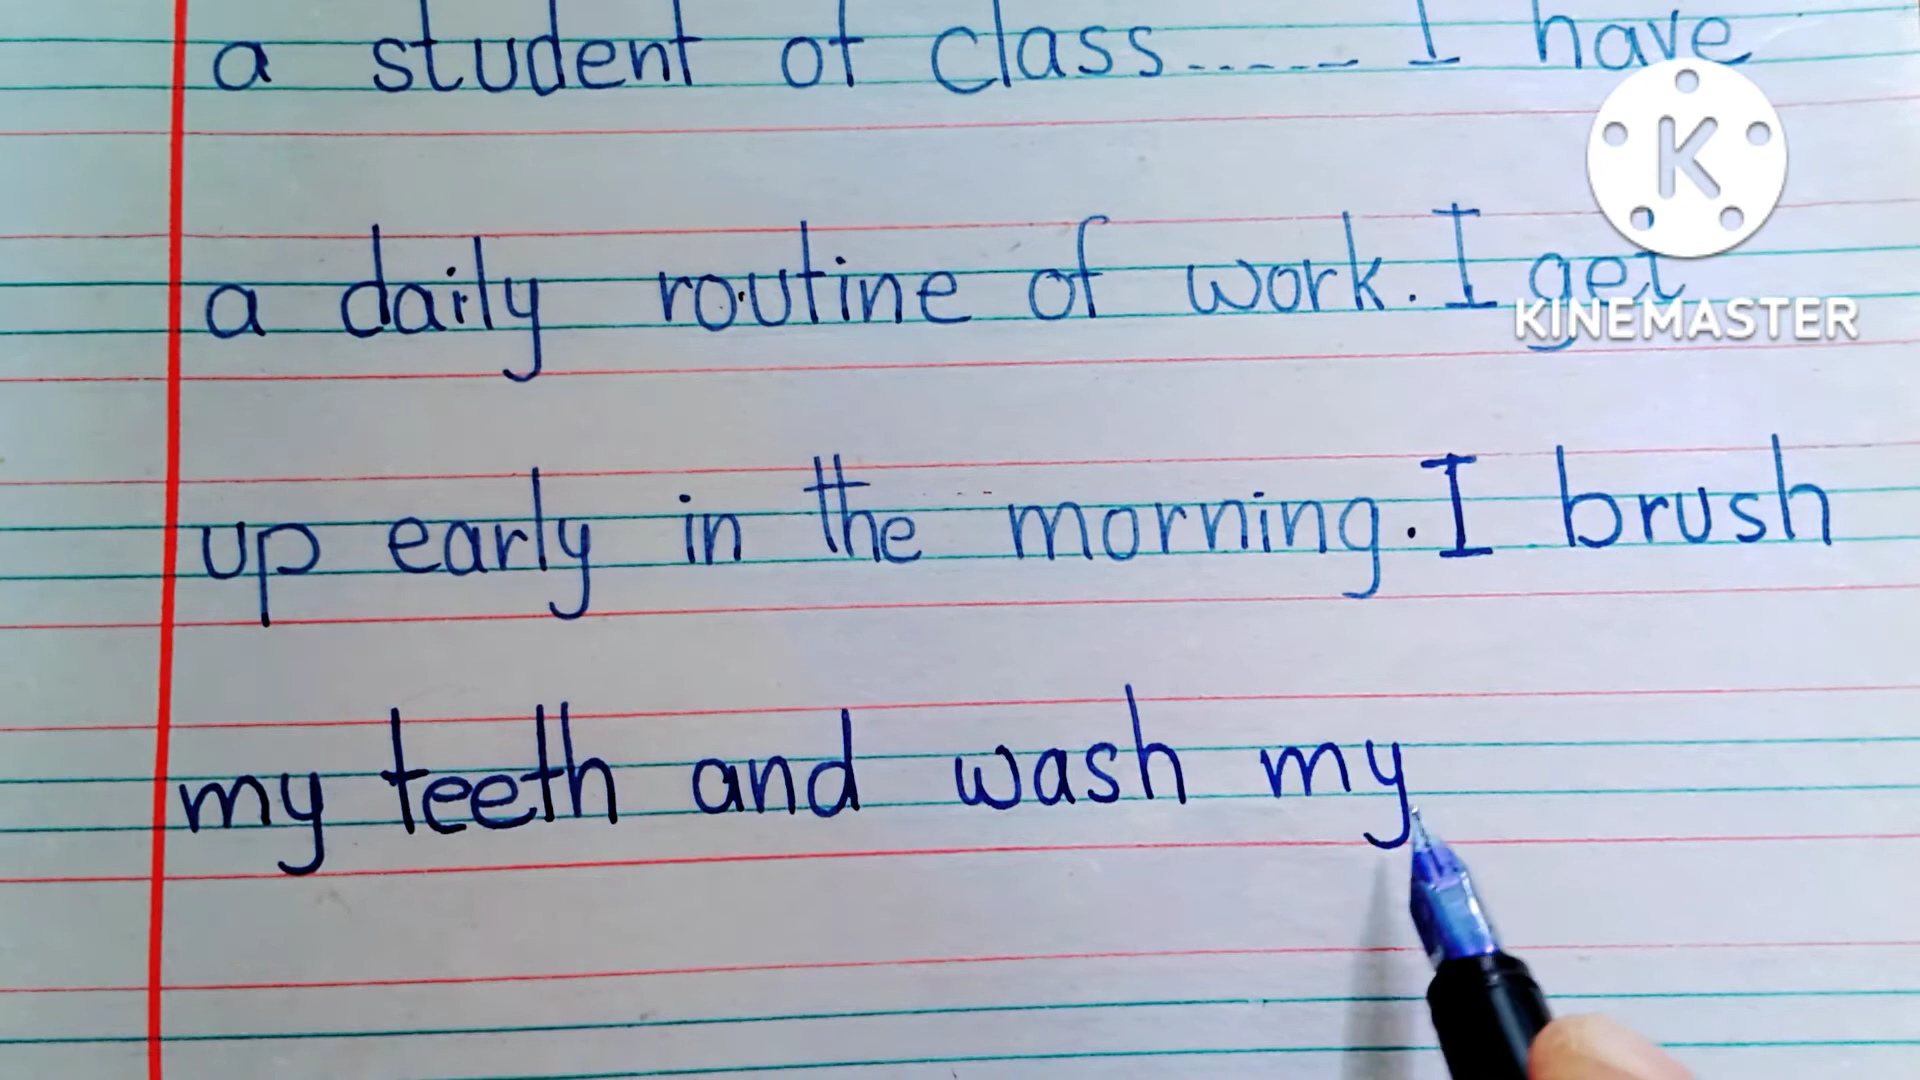 a student of class..... I have
a daily routine of work. I get
KINEMASTER
up early in the morning. I brush
my teeth and wash my